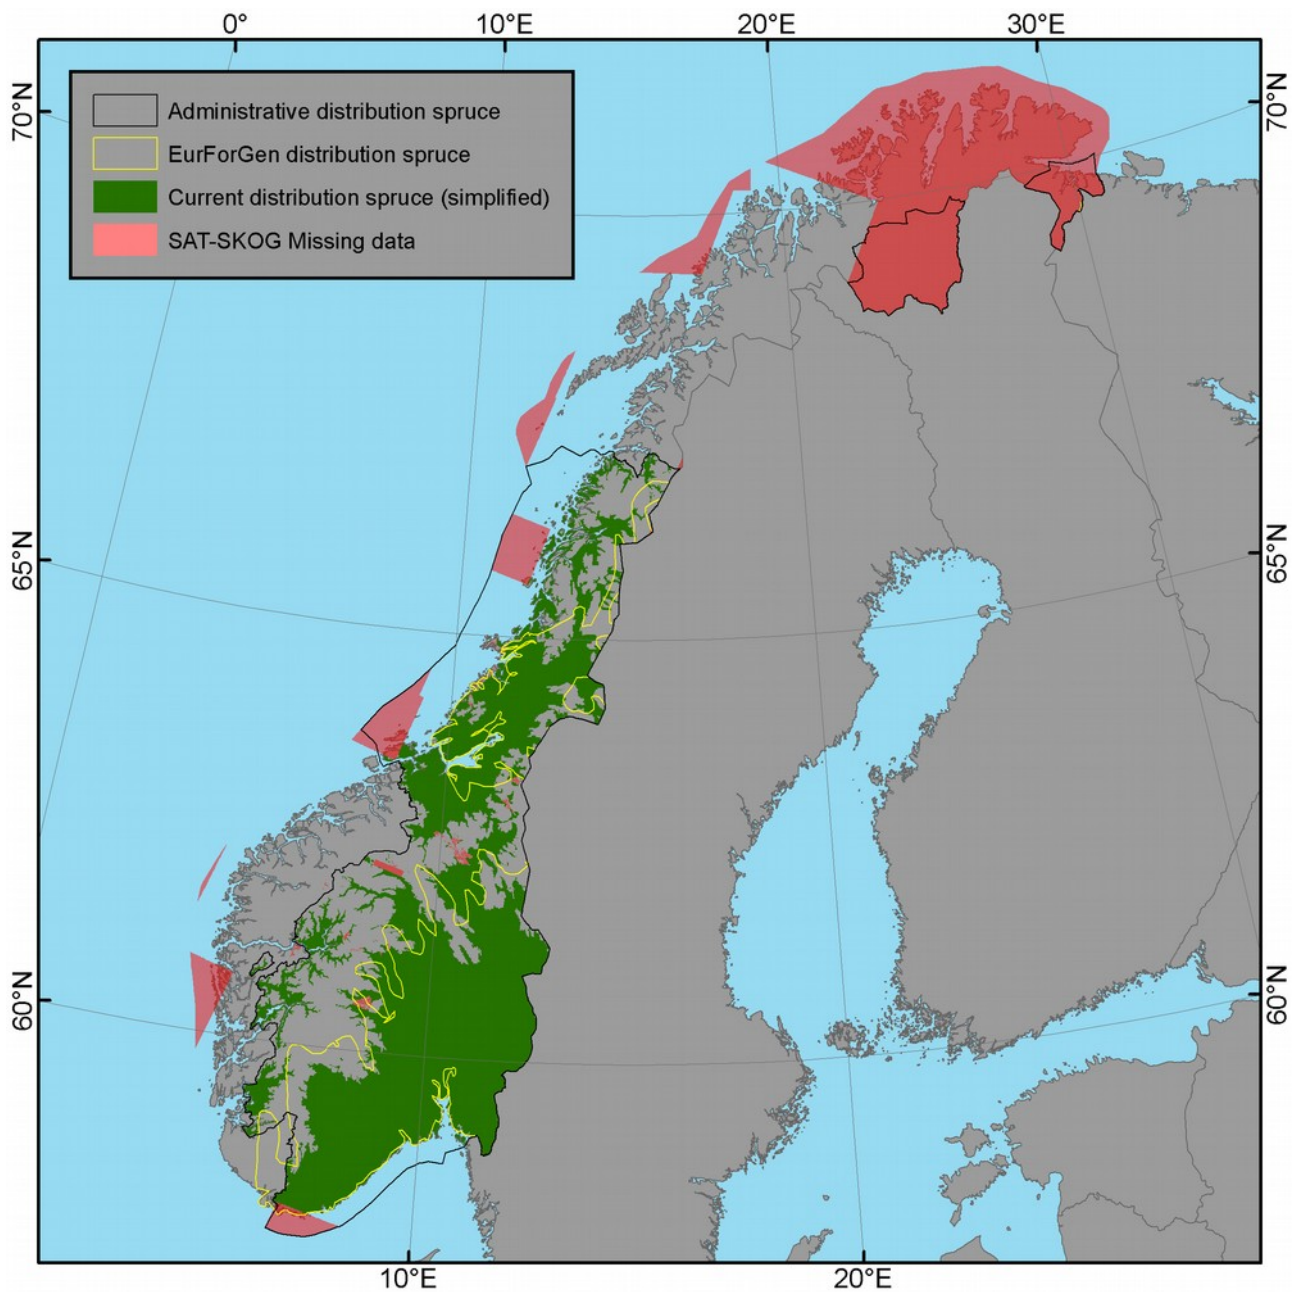 0° 10°E 20°E 30°E
70°N 70°N
Administrative distribution spruce
EurForGen distribution spruce
Current distribution spruce (simplified)
SAT-SKOG Missing data
65°N 65°N
60°N 60°N
10°E 20°E